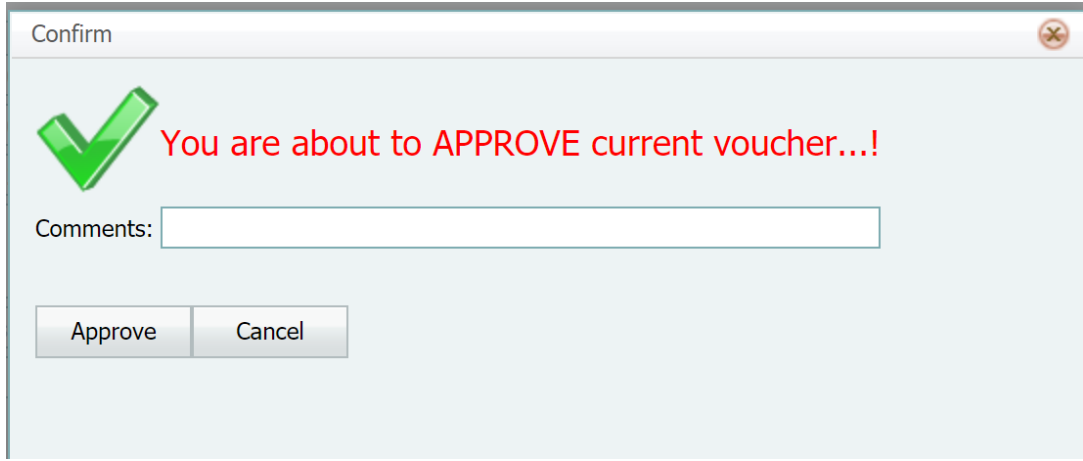 Confirm
You are about to APPROVE current voucher...!
Comments:
Approve Cancel